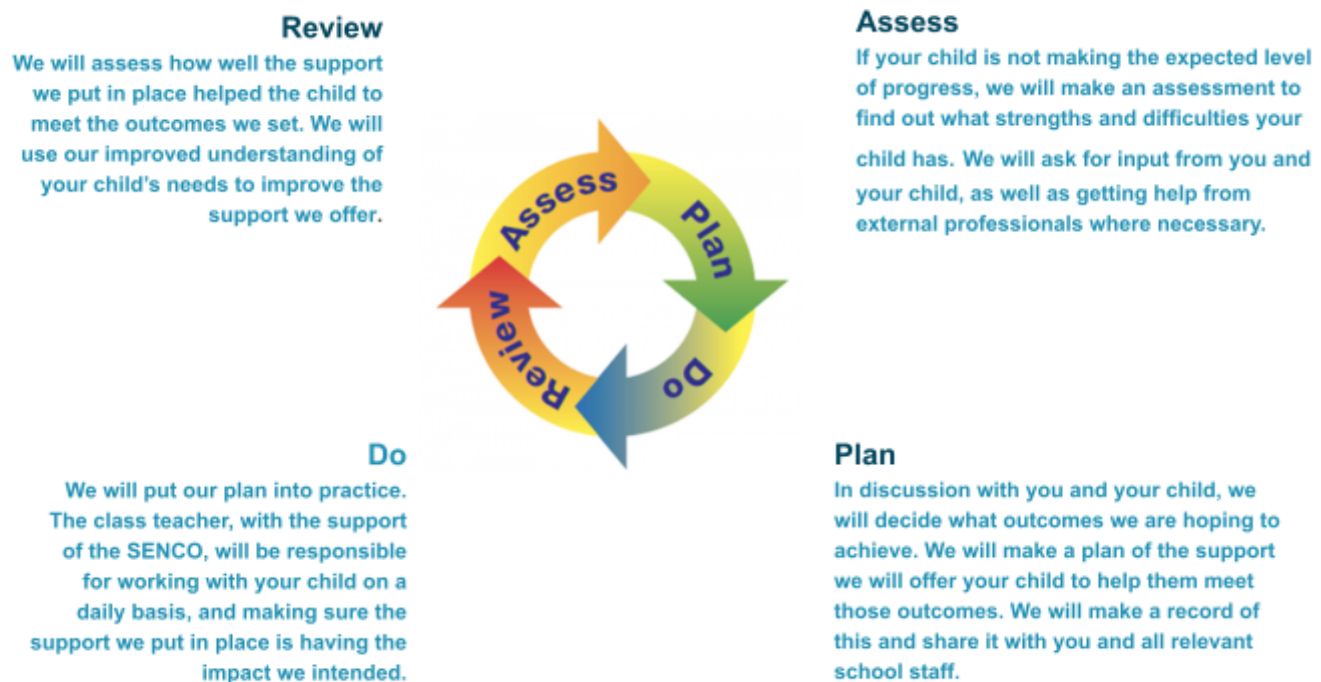 Review
We will assess how well the support
we put in place helped the child to
meet the outcomes we set. We will
use our improved understanding of
your child's needs to improve the
support we offer.
Assess
If your child is not making the expected level
of progress, we will make an assessment to
find out what strengths and difficulties your
child has. We will ask for input from you and
your child, as well as getting help from
external professionals where necessary.
Assess
Plan
Do
Review
Do
We will put our plan into practice.
The class teacher, with the support
of the SENCO, will be responsible
for working with your child on a
daily basis, and making sure the
support we put in place is having the
impact we intended.
Plan
In discussion with you and your child, we
will decide what outcomes we are hoping to
achieve. We will make a plan of the support
we will offer your child to help them meet
those outcomes. We will make a record of
this and share it with you and all relevant
school staff.